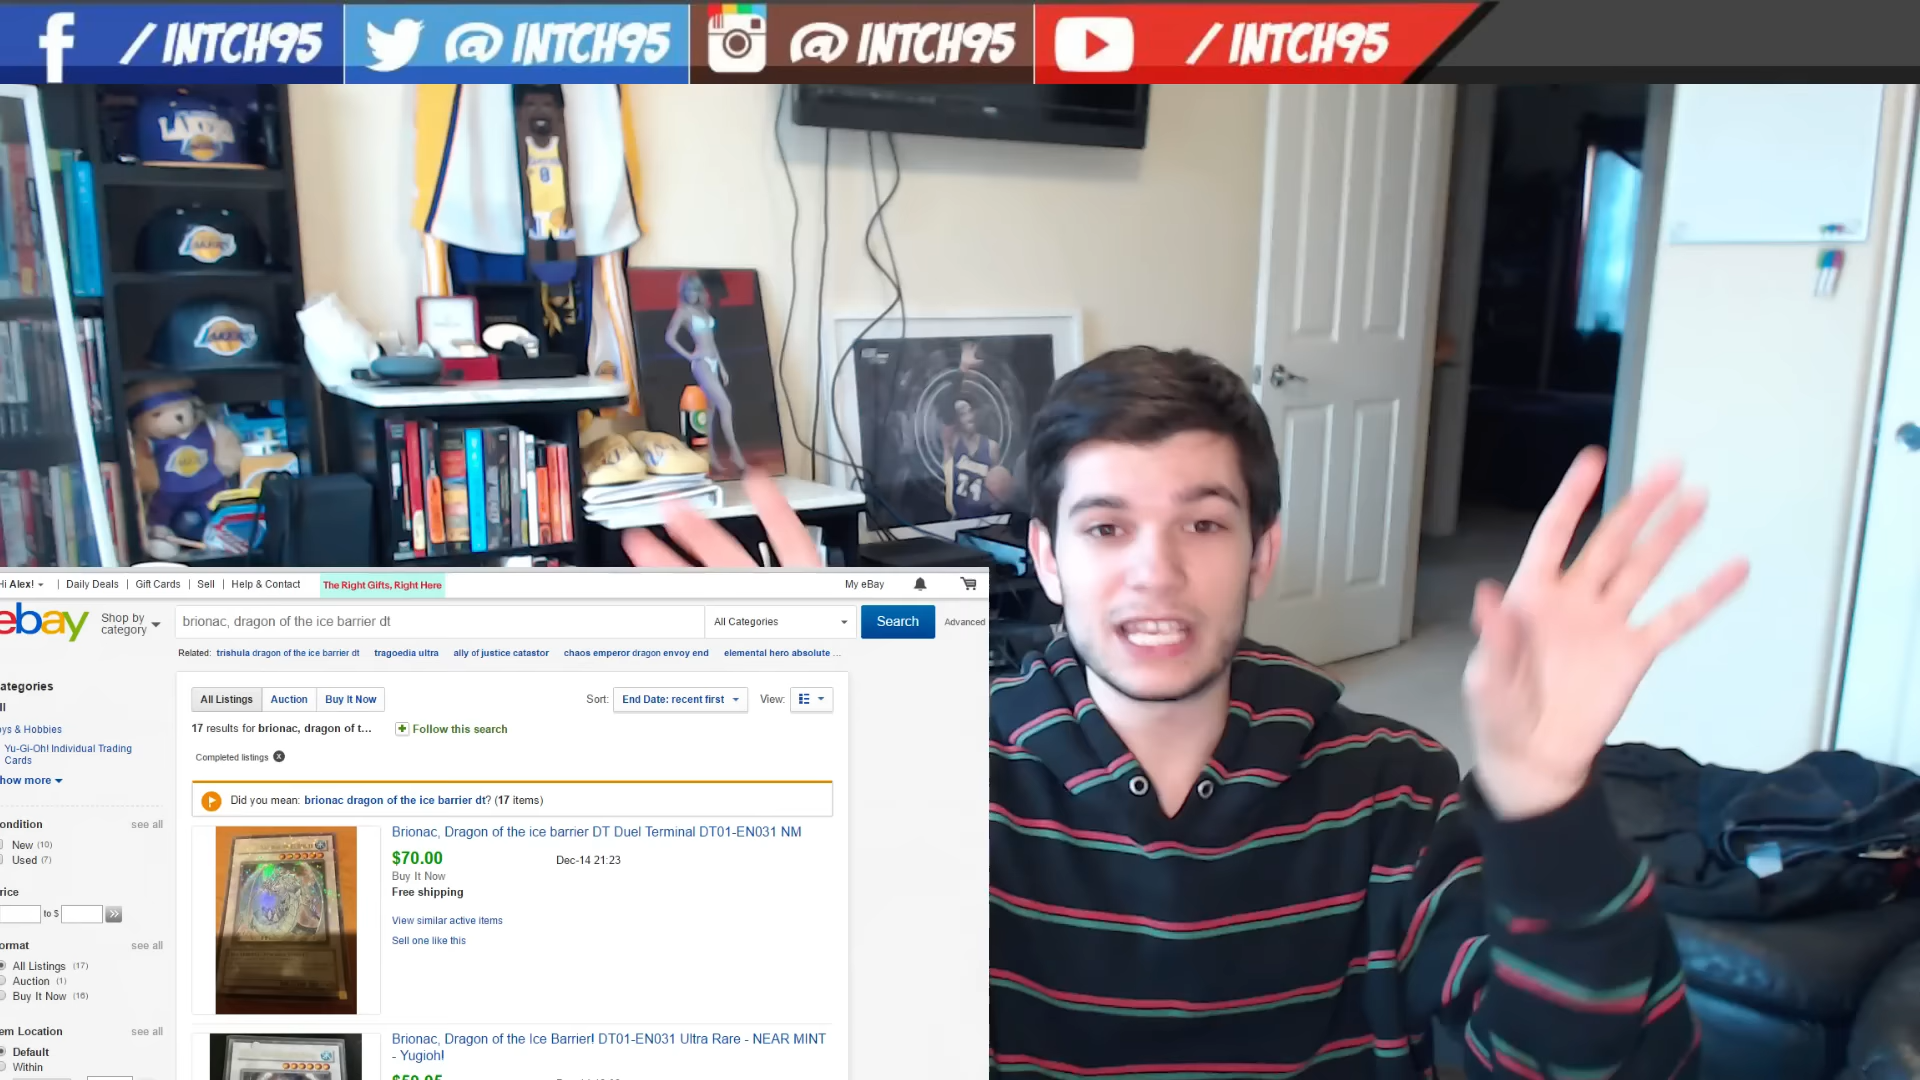 / INTCH95 @ INTCH95 @ INTCH95 / INTCH95
LAKERS
LAKERS
LAKERS
8
24
Hi Alex! Daily Deals Gift Cards Sell Help & Contact The Right Gifts, Right Here My eBay
ebay Shop by category brionac, dragon of the ice barrier dt All Categories Search Advanced
Related: trishula dragon of the ice barrier dt tragoedia ultra ally of justice catastor chaos emperor dragon envoy end elemental hero absolute ...
ategories
ll
ys & Hobbies
Yu-Gi-Oh! Individual Trading
Cards
how more
ondition see all
New (10)
Used (7)
rice
to $
ormat see all
All Listings (17)
Auction (1)
Buy It Now (16)
em Location see all
Default
Within
All Listings Auction Buy It Now Sort: End Date: recent first View:
17 results for brionac, dragon of t... Follow this search
Completed listings
Did you mean: brionac dragon of the ice barrier dt? (17 items)
Brionac, Dragon of the ice barrier DT Duel Terminal DT01-EN031 NM
$70.00 Dec-14 21:23
Buy It Now
Free shipping
View similar active items
Sell one like this
Brionac, Dragon of the Ice Barrier! DT01-EN031 Ultra Rare - NEAR MINT
- Yugioh!